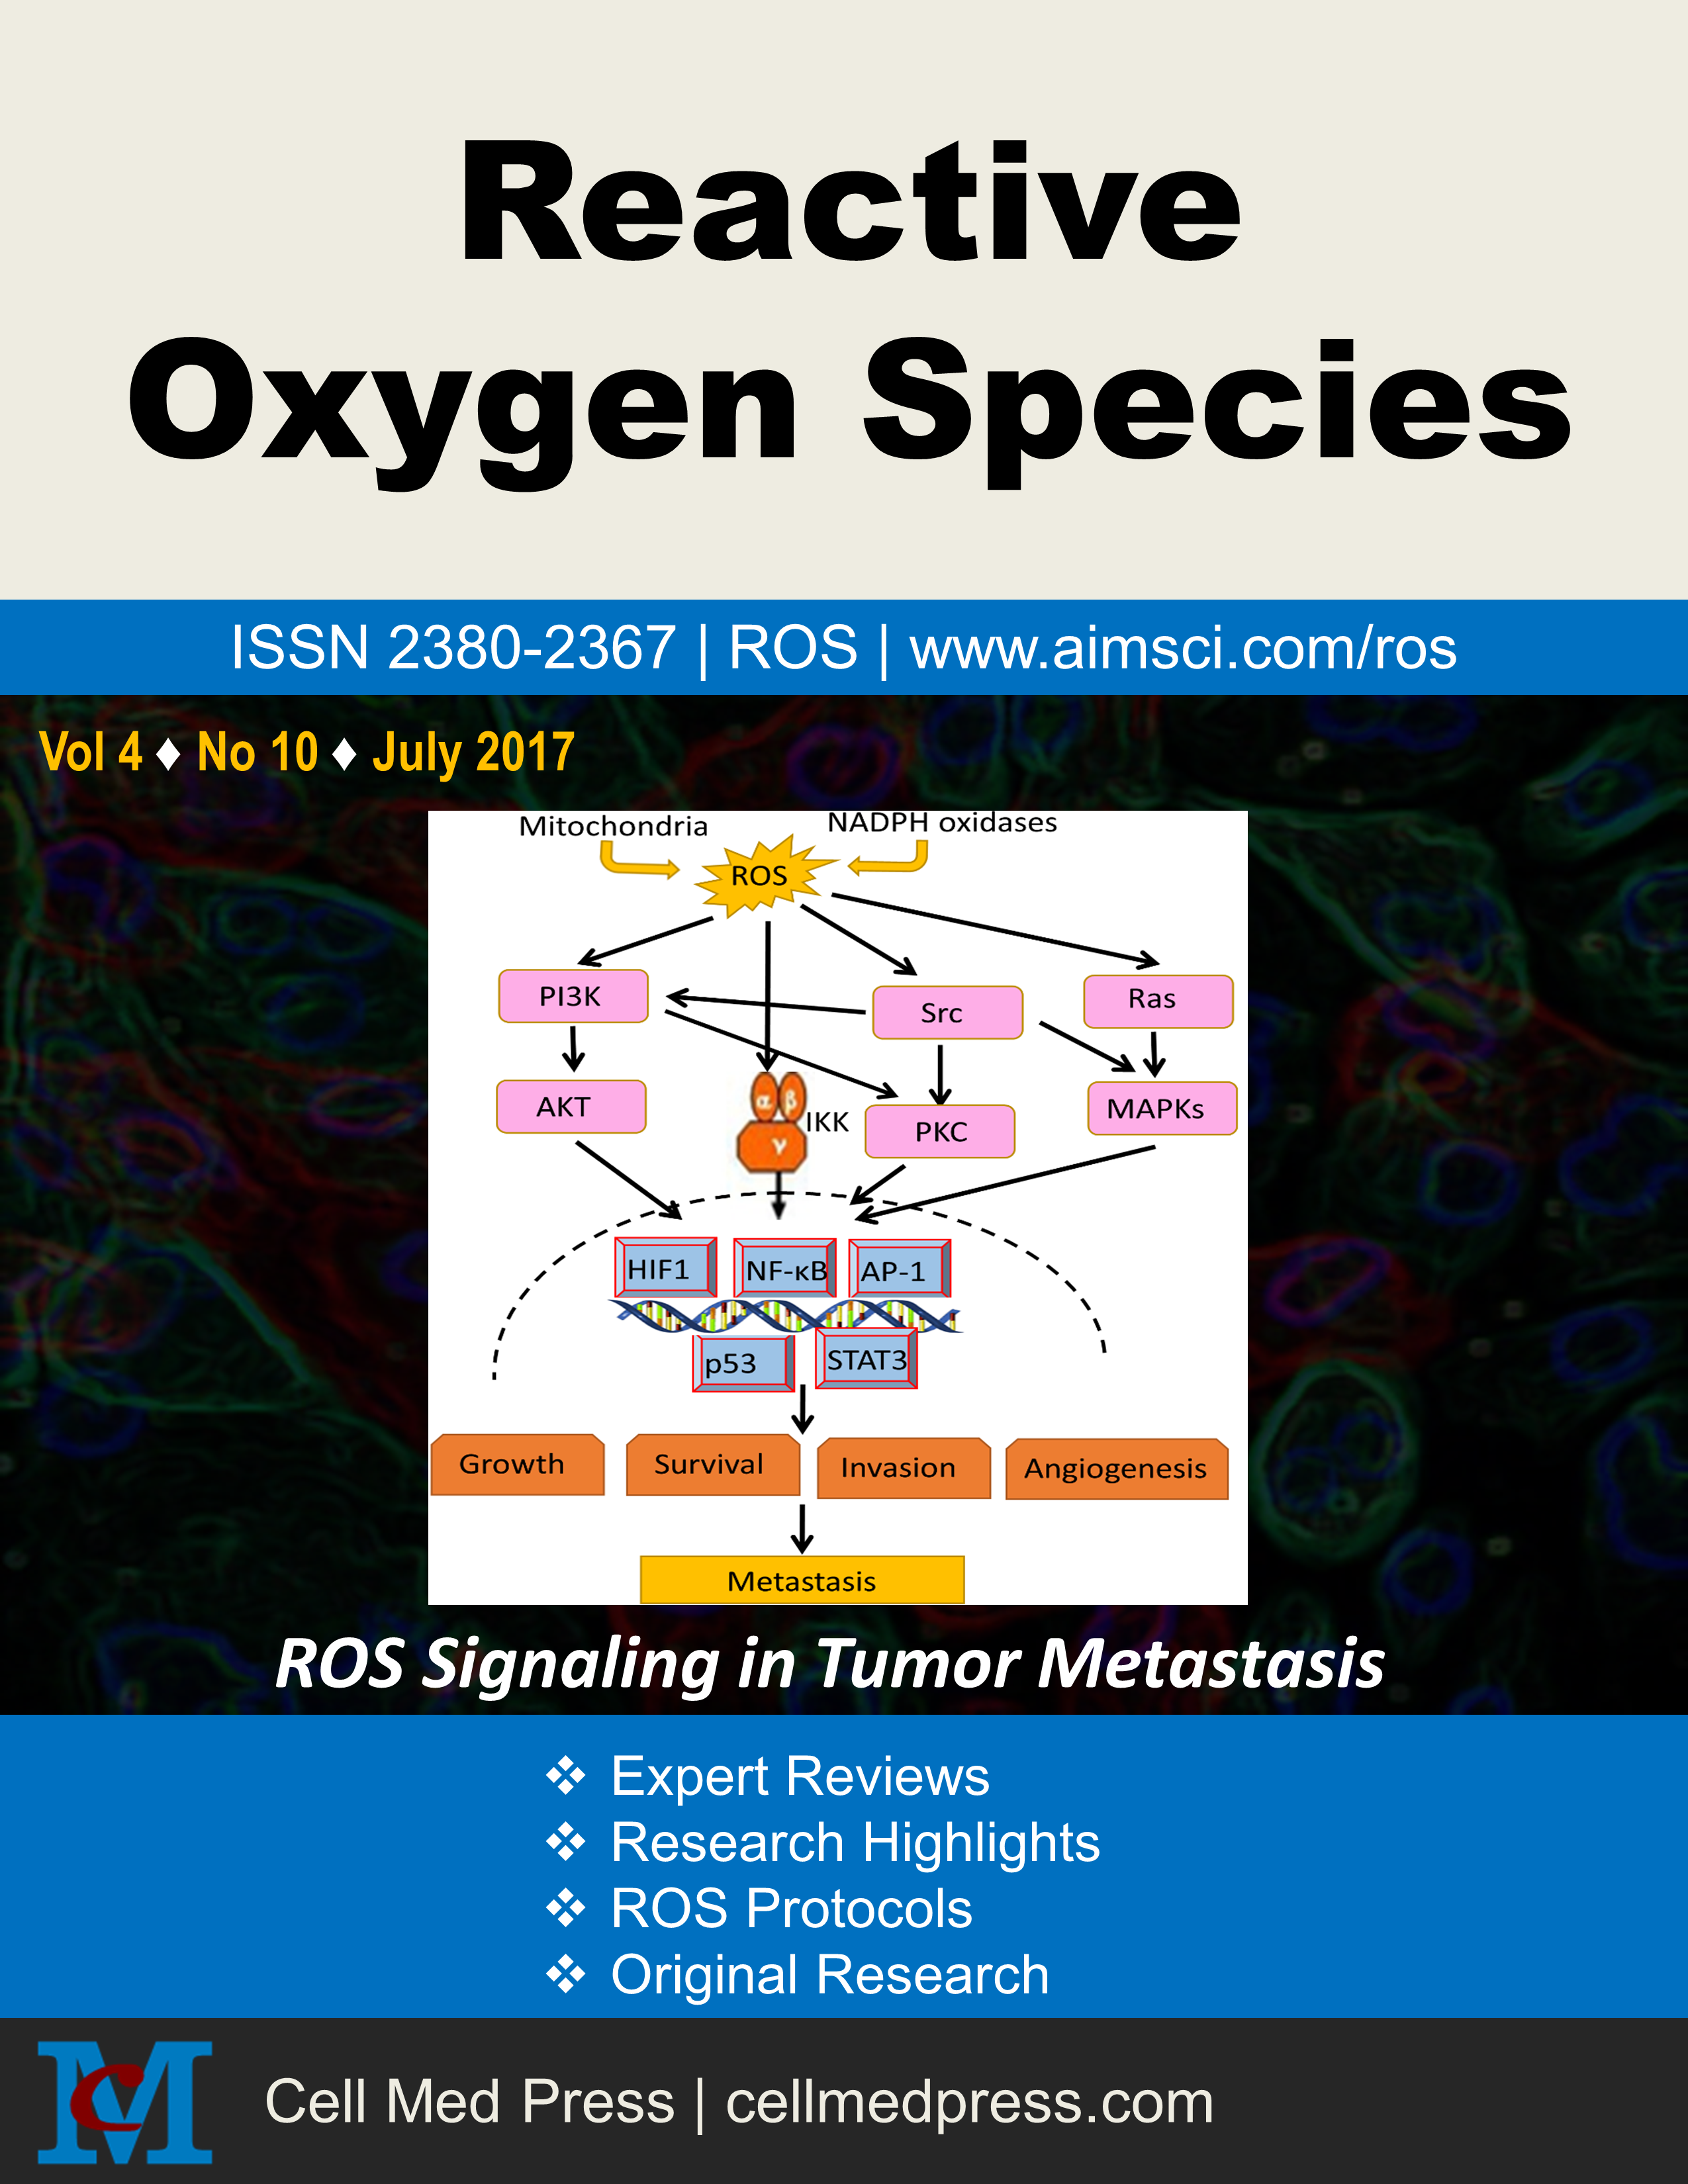 Reactive
Oxygen Species
ISSN 2380-2367 | ROS | www.aimsci.com/ros
Vol 4 ♦ No 10 ♦ July 2017
Mitochondria
NADPH oxidases
ROS
PI3K
Src
Ras
AKT
α β
γ
IKK
PKC
MAPKs
HIF1
NF-κB
AP-1
p53
STAT3
Growth
Survival
Invasion
Angiogenesis
Metastasis
ROS Signaling in Tumor Metastasis
❖ Expert Reviews
❖ Research Highlights
❖ ROS Protocols
❖ Original Research
MC
Cell Med Press | cellmedpress.com